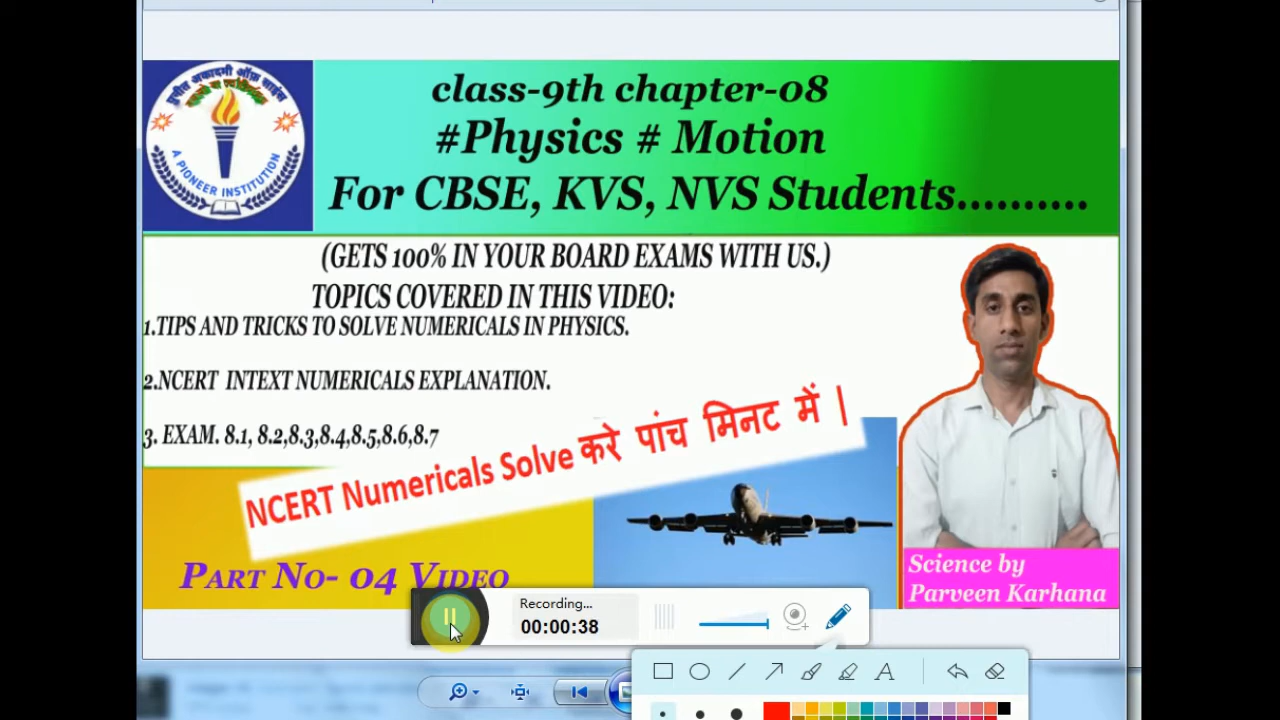 class-9th chapter-08
#Physics # Motion
For CBSE, KVS, NVS Students..........
A PIONEER INSTITUTION
(GETS 100% IN YOUR BOARD EXAMS WITH US.)
TOPICS COVERED IN THIS VIDEO:
1.TIPS AND TRICKS TO SOLVE NUMERICALS IN PHYSICS.
2.NCERT INTEXT NUMERICALS EXPLANATION.
3. EXAM. 8.1, 8.2,8.3,8.4,8.5,8.6,8.7
NCERT Numericals Solve करे पांच मिनट में |
PART NO- 04 VIDEO
Science by
Parveen Karhana
Recording...
00:00:38
A